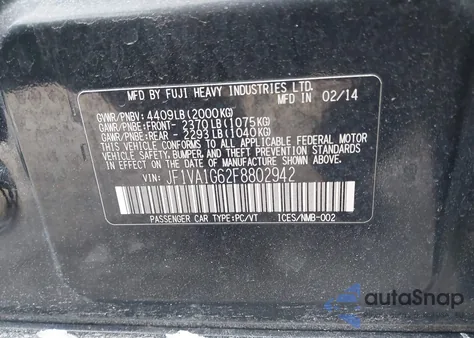 MFD BY FUJI HEAVY INDUSTRIES LTD.
MFD IN 02/14
GVWR/PNBV: 4409LB(2000KG)
GAWR/PNBE:FRONT- 2370LB(1075KG)
GAWR/PNBE:REAR - 2293LB(1040KG)
THIS VEHICLE CONFORMS TO ALL APPLICABLE FEDERAL MOTOR
VEHICLE SAFETY, BUMPER, AND THEFT PREVENTION STANDARDS
IN EFFECT ON THE DATE OF MANUFACTURE SHOWN ABOVE.
VIN: JF1VA1G62F8802942
PASSENGER CAR TYPE:PC/VT ICES/NMB-002
autoSnap